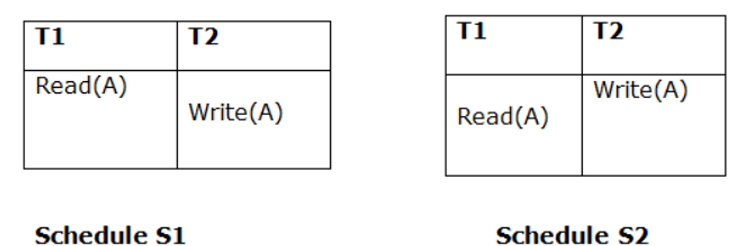 T1 T2
Read(A)
Write(A)
Schedule S1
T1 T2
Write(A)
Read(A)
Schedule S2